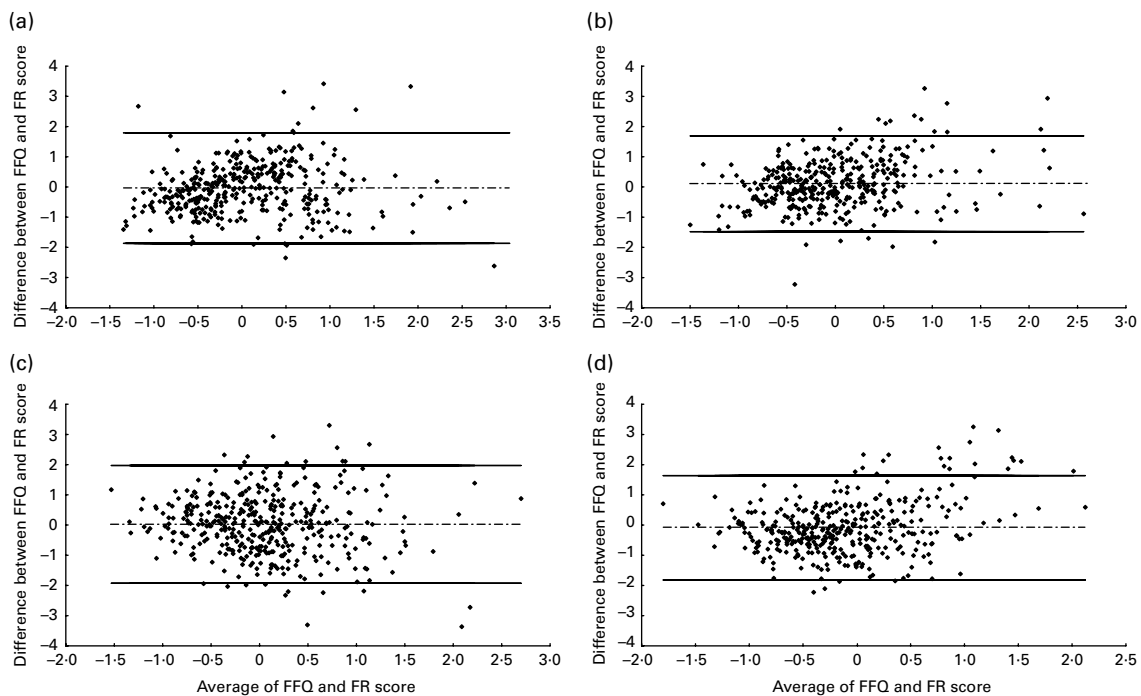 (a)
Difference between FFQ and FR score
4
3
2
1
0
–1
–2
–3
–4
–2·0 –1·5 –1·0 –0·5 0 0·5 1·0 1·5 2·0 2·5 3·0 3·5
(b)
Difference between FFQ and FR score
4
3
2
1
0
–1
–2
–3
–4
–2·0 –1·5 –1·0 –0·5 0 0·5 1·0 1·5 2·0 2·5 3·0
(c)
Difference between FFQ and FR score
4
3
2
1
0
–1
–2
–3
–4
–2·0 –1·5 –1·0 –0·5 0 0·5 1·0 1·5 2·0 2·5 3·0
Average of FFQ and FR score
(d)
Difference between FFQ and FR score
4
3
2
1
0
–1
–2
–3
–4
–2·0 –1·5 –1·0 –0·5 0 0·5 1·0 1·5 2·0 2·5
Average of FFQ and FR score